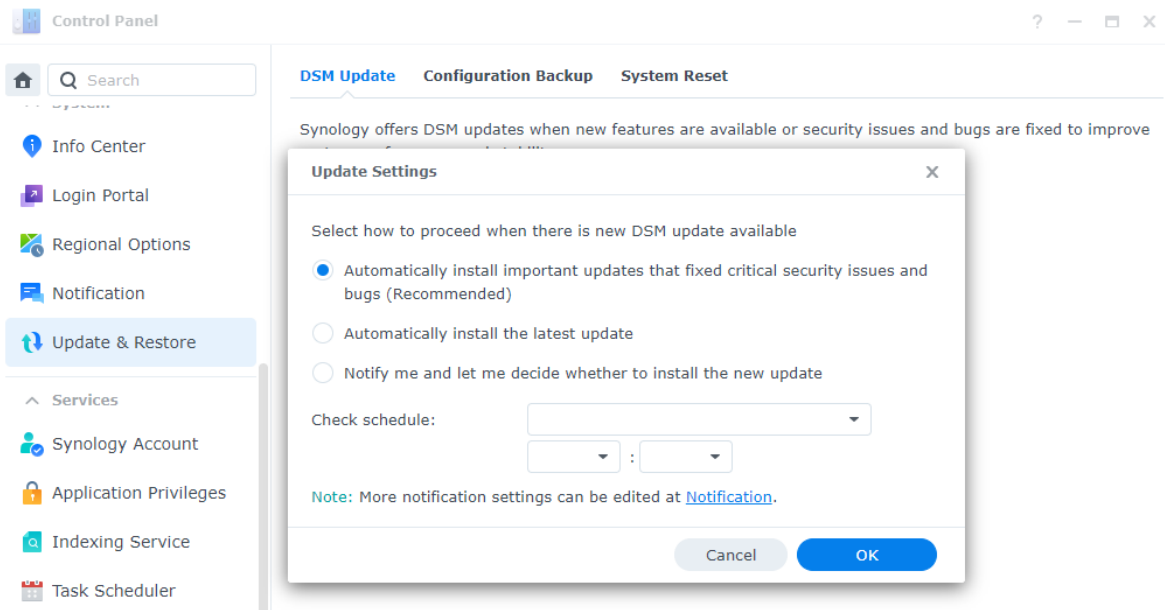 Control Panel
Search
DSM Update Configuration Backup System Reset
Synology offers DSM updates when new features are available or security issues and bugs are fixed to improve
Info Center
Login Portal
Regional Options
Notification
Update & Restore
Services
Synology Account
Application Privileges
Indexing Service
Task Scheduler
Update Settings
Select how to proceed when there is new DSM update available
Automatically install important updates that fixed critical security issues and
bugs (Recommended)
Automatically install the latest update
Notify me and let me decide whether to install the new update
Check schedule:
:
Note: More notification settings can be edited at Notification.
Cancel OK